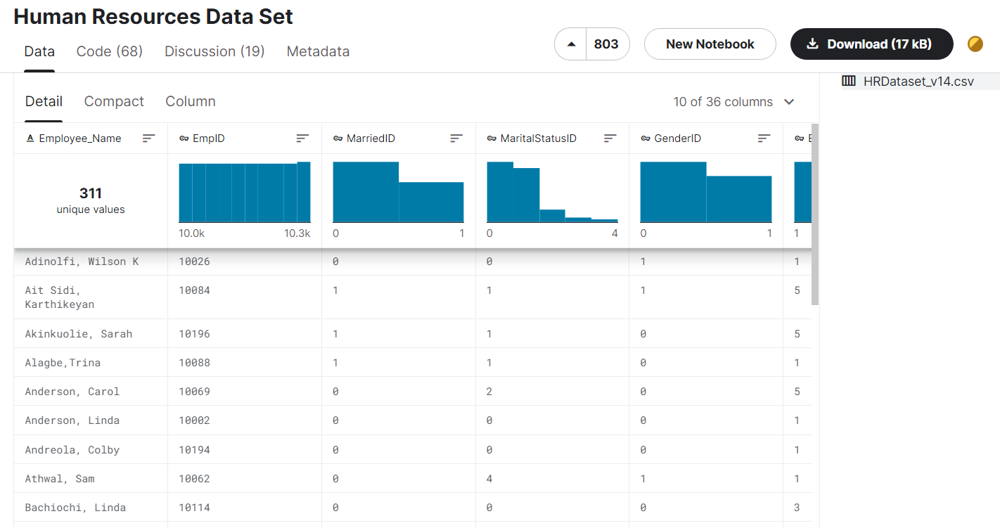 Human Resources Data Set
Data Code (68) Discussion (19) Metadata
803 New Notebook Download (17 kB)
HRDataset_v14.csv
Detail Compact Column 10 of 36 columns
Employee_Name EmpID MarriedID MaritalStatusID GenderID
311
unique values
10.0k 10.3k 0 1 0 4 0 1 1
Adinolfi, Wilson K 10026 0 0 1 1
Ait Sidi, 10084 1 1 1 5
Karthikeyan
Akinkuolie, Sarah 10196 1 1 0 5
Alagbe,Trina 10088 1 1 0 1
Anderson, Carol 10069 0 2 0 5
Anderson, Linda 10002 0 0 0 1
Andreola, Colby 10194 0 0 0 1
Athwal, Sam 10062 0 4 1 1
Bachiochi, Linda 10114 0 0 0 3